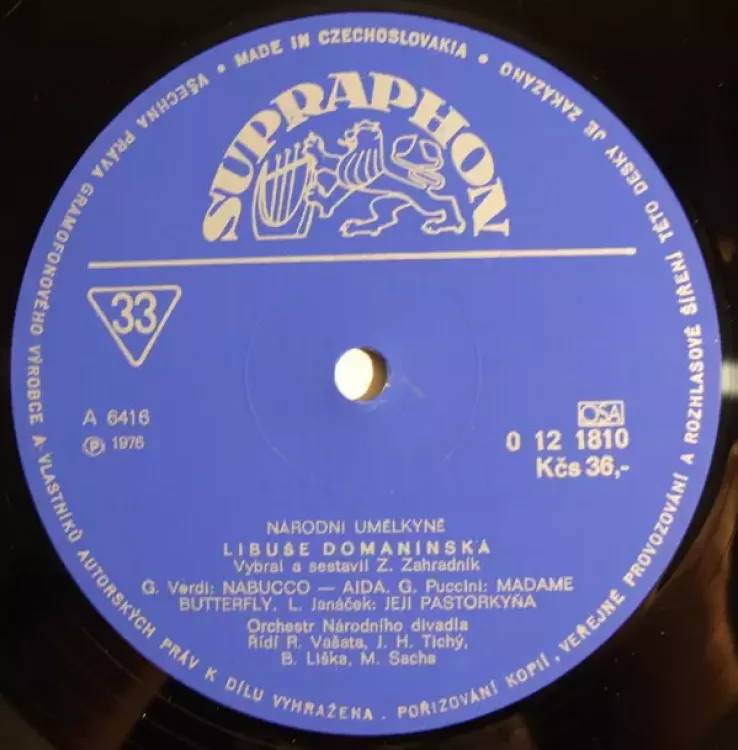 VŠECHNA PRÁVA GRAMOFONOVÉHO VÝROBCE A VLASTNÍKŮ AUTORSKÝCH PRÁV K DÍLU VYHRAŽENA. POŘIZOVÁNÍ KOPIÍ, VEŘEJNÉ PROVOZOVÁNÍ A ROZHLASOVÉ ŠÍŘENÍ TÉTO DESKY JE ZAKÁZÁNO • MADE IN CZECHOSLOVAKIA •
SUPRAPHON
33
A 6416
Ⓟ 1976
OSA
0 12 1810
Kčs 36,-
NÁRODNÍ UMĚLKYNĚ
LIBUŠE DOMANÍNSKÁ
Vybral a sestavil Z. Zahradník
G. Verdi: NABUCCO — AIDA. G. Puccini: MADAME
BUTTERFLY. L. Janáček: JEJÍ PASTORKYŇA
Orchestr Národního divadla
Řídí R. Vašata, J. H. Tichý,
B. Liška, M. Sacha